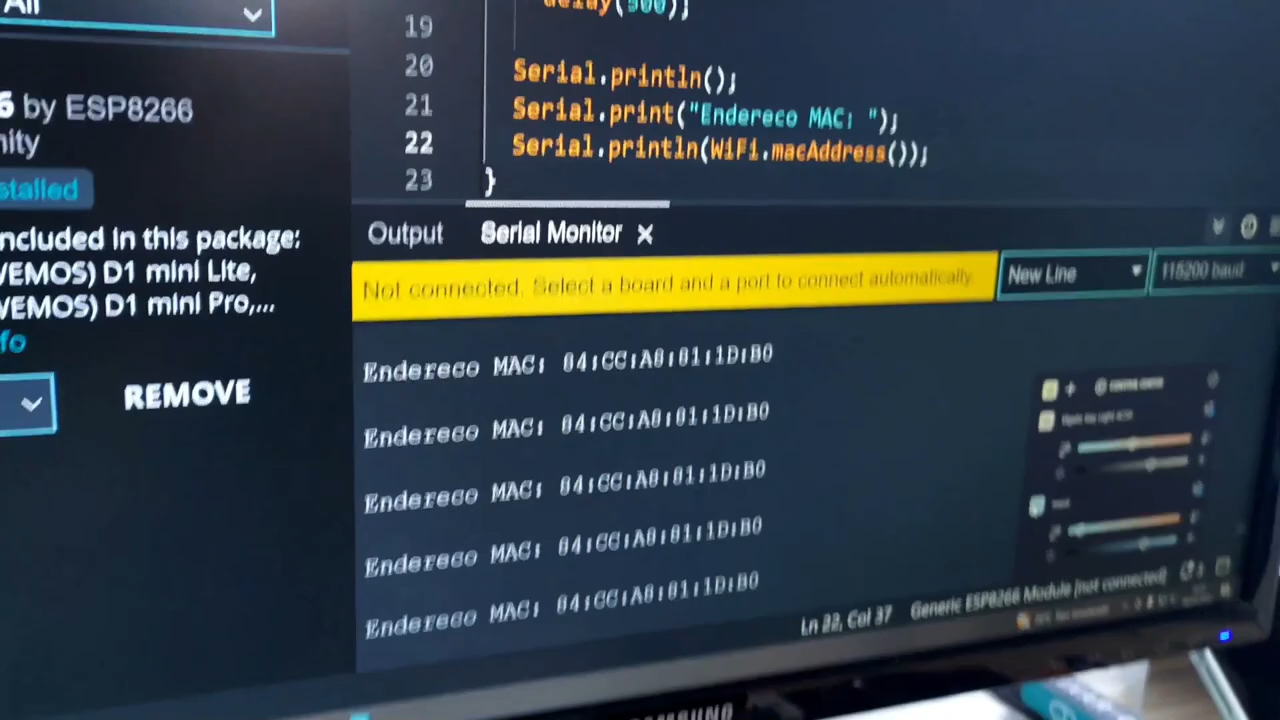 All
6 by ESP8266
nity
stalled
ncluded in this package:
VEMOS) D1 mini Lite,
VEMOS) D1 mini Pro,...
fo
REMOVE
19 delay(500);
20 Serial.println();
21 Serial.print("Endereco MAC: ");
22 Serial.println(WiFi.macAddress());
23 }
Output Serial Monitor
Not connected. Select a board and a port to connect automatically.
New Line
115200 baud
Endereco MAC: 84:CC:A8:81:1D:B0
Endereco MAC: 84:CC:A8:81:1D:B0
Endereco MAC: 84:CC:A8:81:1D:B0
Endereco MAC: 84:CC:A8:81:1D:B0
Endereco MAC: 84:CC:A8:81:1D:B0
Ln 22, Col 37 Generic ESP8266 Module [not connected]
SAMSUNG